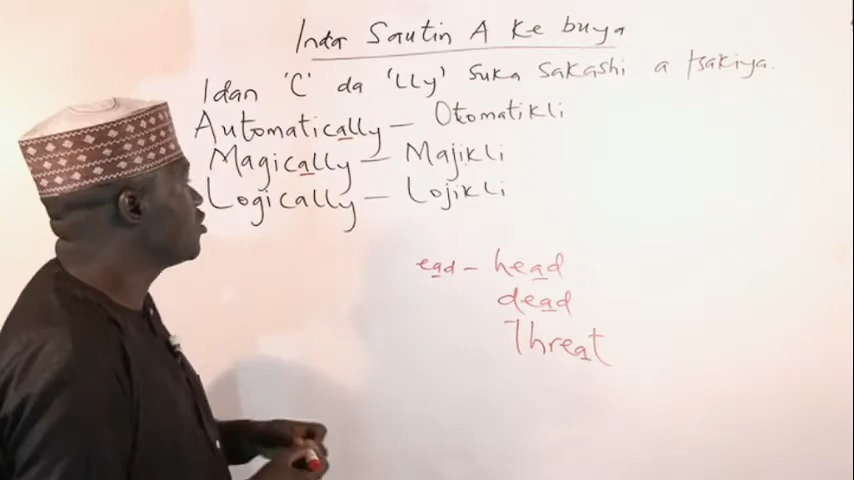 Inda Sautin A Ke buya
Idan 'C' da 'LLy' suka sakashi a tsakiya.
Automatically – Otomatikli
Magically – Majikli
Logically – Lojikli
ead – head
dead
Threat